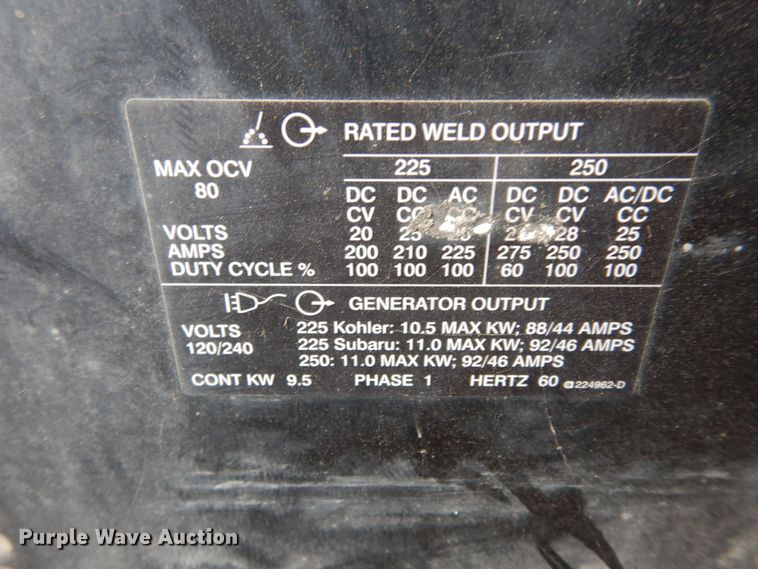 RATED WELD OUTPUT
MAX OCV 225 250
80 DC DC AC DC DC AC/DC
CV CC CV CV CC
VOLTS 20 28 25
AMPS 200 210 225 275 250 250
DUTY CYCLE % 100 100 100 60 100 100
GENERATOR OUTPUT
VOLTS 225 Kohler: 10.5 MAX KW; 88/44 AMPS
120/240 225 Subaru: 11.0 MAX KW; 92/46 AMPS
250: 11.0 MAX KW; 92/46 AMPS
CONT KW 9.5 PHASE 1 HERTZ 60 224962-D
Purple Wave Auction